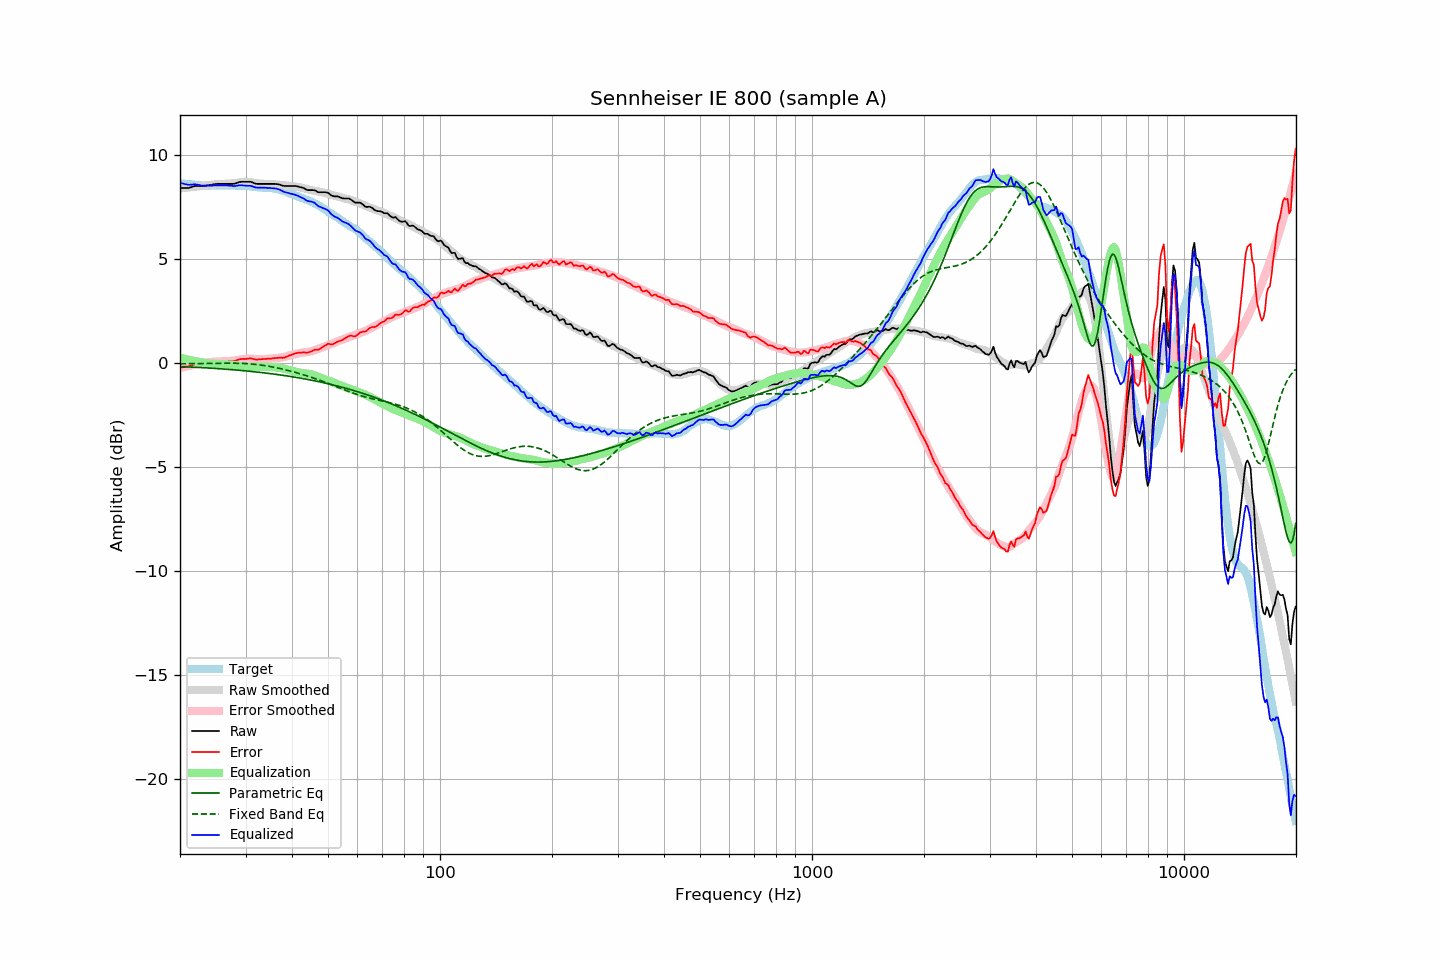 Sennheiser IE 800 (sample A)
10
5
0
−5
−10
−15
−20
Amplitude (dBr)
Target
Raw Smoothed
Error Smoothed
Raw
Error
Equalization
Parametric Eq
Fixed Band Eq
Equalized
100
1000
10000
Frequency (Hz)